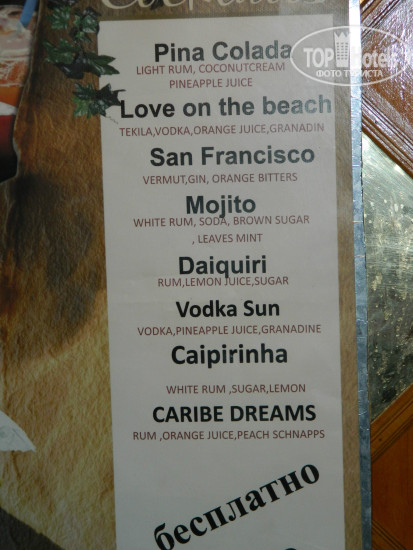 Cocktails
Pina Colada
LIGHT RUM, COCONUTCREAM
PINEAPPLE JUICE
Love on the beach
TEKILA,VODKA,ORANGE JUICE,GRANADIN
San Francisco
VERMUT,GIN, ORANGE BITTERS
Mojito
WHITE RUM, SODA, BROWN SUGAR
, LEAVES MINT
Daiquiri
RUM,LEMON JUICE,SUGAR
Vodka Sun
VODKA,PINEAPPLE JUICE,GRANADINE
Caipirinha
WHITE RUM ,SUGAR,LEMON
CARIBE DREAMS
RUM ,ORANGE JUICE,PEACH SCHNAPPS
бесплатно
TOP Hotels
ФОТО ТУРИСТА